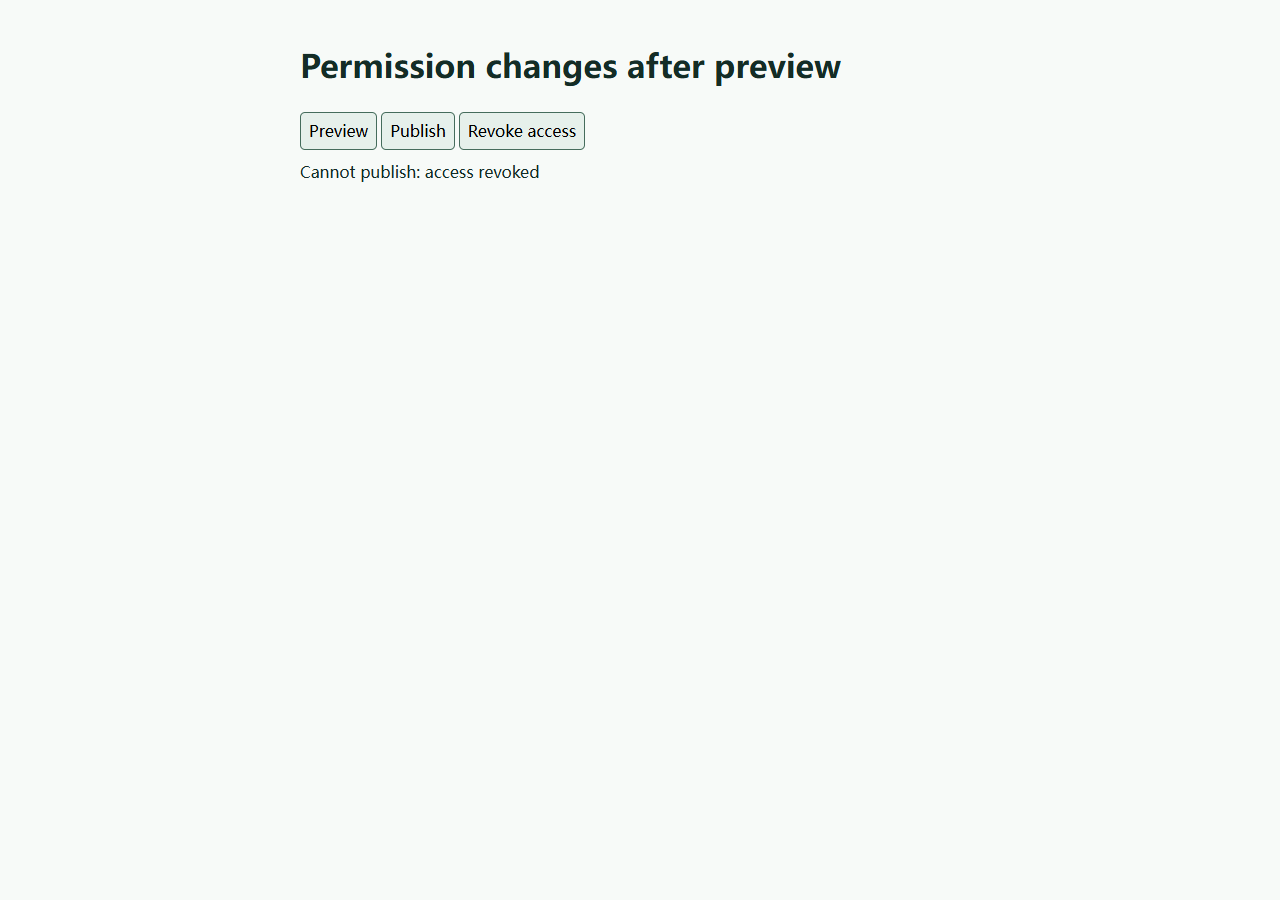 Permission changes after preview
Preview Publish Revoke access
Cannot publish: access revoked